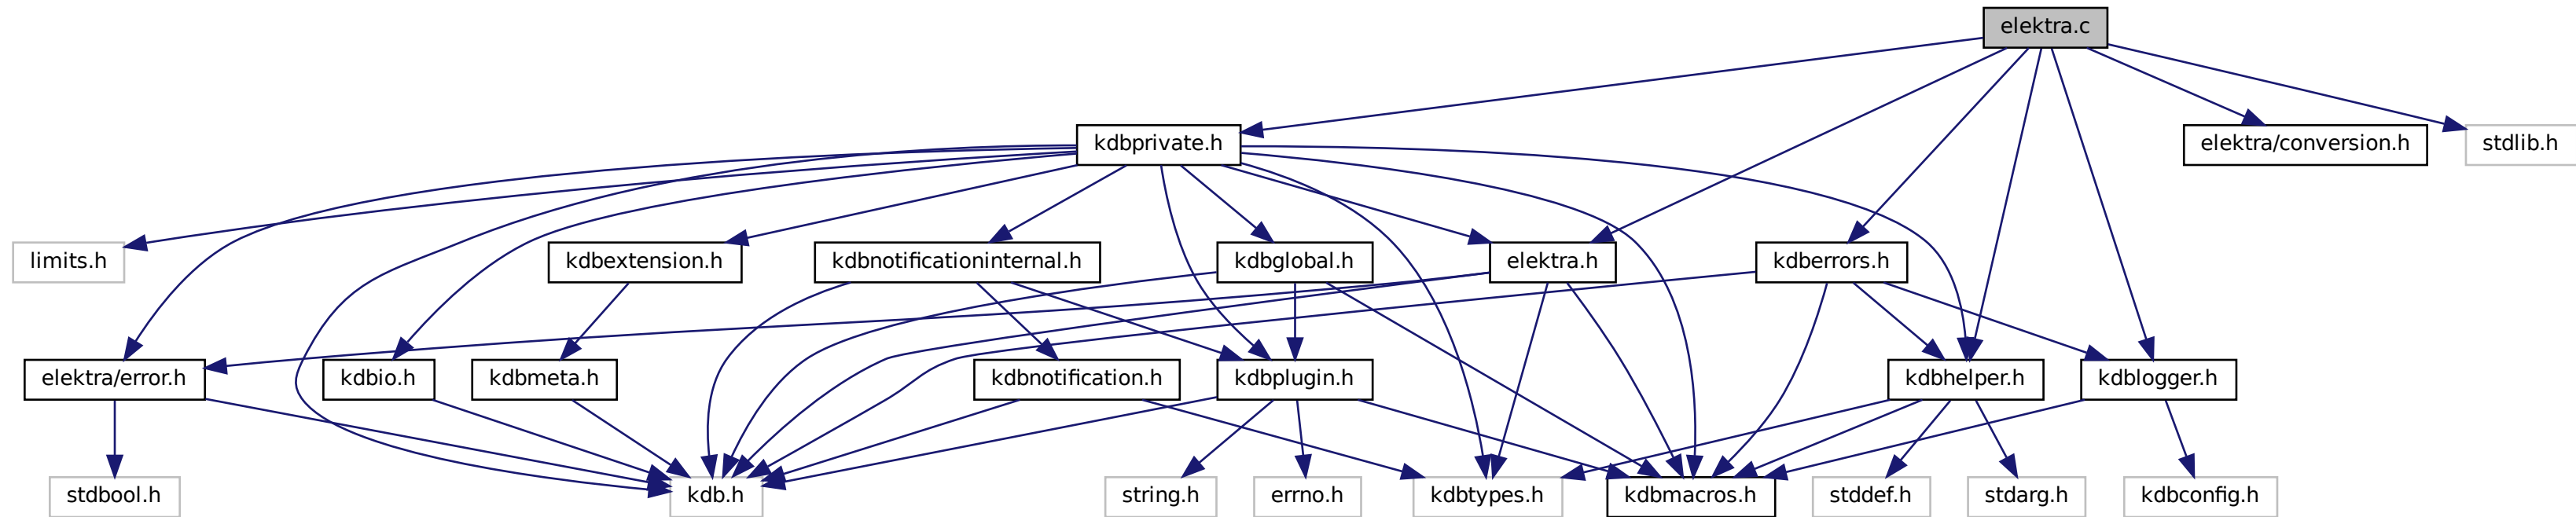 elektra.c
kdbprivate.h
elektra/conversion.h
stdlib.h
limits.h
kdbextension.h
kdbnotificationinternal.h
kdbglobal.h
elektra.h
kdberrors.h
elektra/error.h
kdbio.h
kdbmeta.h
kdbnotification.h
kdbplugin.h
kdbhelper.h
kdblogger.h
stdbool.h
kdb.h
string.h
errno.h
kdbtypes.h
kdbmacros.h
stddef.h
stdarg.h
kdbconfig.h